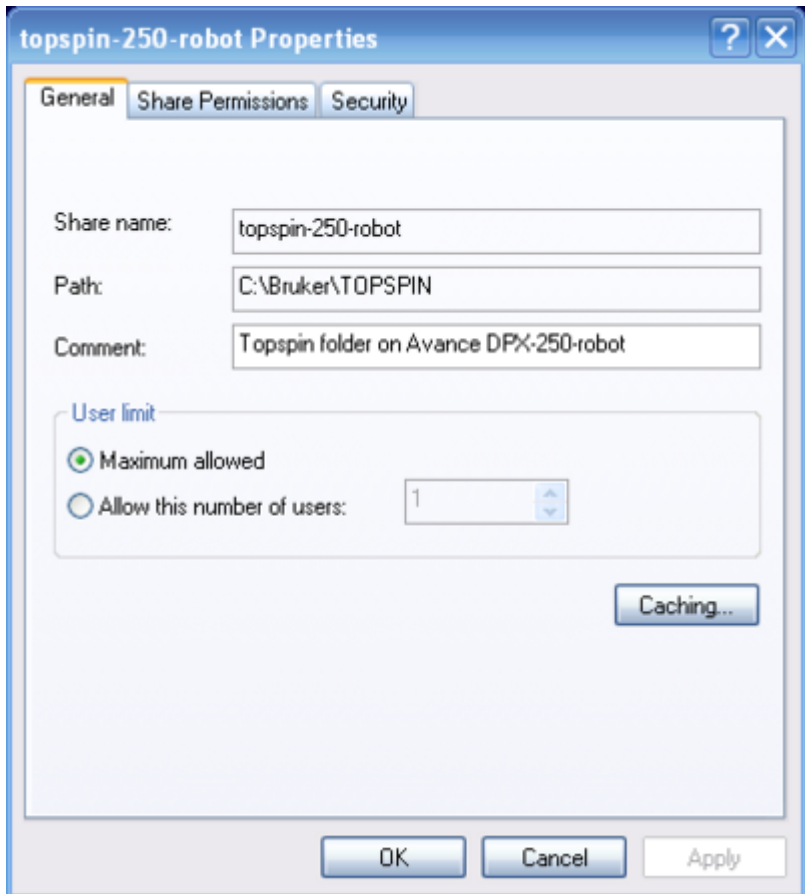 topspin-250-robot Properties
General Share Permissions Security
Share name: topspin-250-robot
Path: C:\Bruker\TOPSPIN
Comment: Topspin folder on Avance DPX-250-robot
User limit
Maximum allowed
Allow this number of users: 1
Caching...
OK Cancel Apply